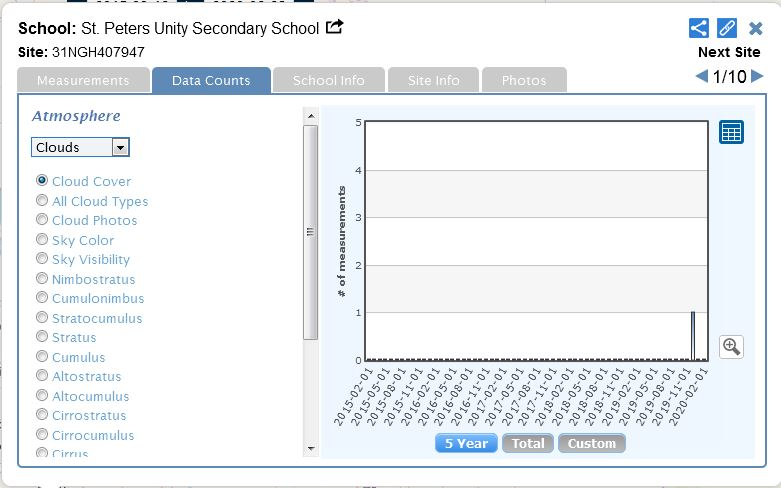 School: St. Peters Unity Secondary School
Site: 31NGH407947
Next Site
1/10
Measurements
Data Counts
School Info
Site Info
Photos
Atmosphere
Clouds
Cloud Cover
All Cloud Types
Cloud Photos
Sky Color
Sky Visibility
Nimbostratus
Cumulonimbus
Stratocumulus
Stratus
Cumulus
Altostratus
Altocumulus
Cirrostratus
Cirrocumulus
Cirrus
# of measurements
5
4
3
2
1
0
2015-02-01
2015-05-01
2015-08-01
2015-11-01
2016-02-01
2016-05-01
2016-08-01
2016-11-01
2017-02-01
2017-05-01
2017-08-01
2017-11-01
2018-02-01
2018-05-01
2018-08-01
2018-11-01
2019-02-01
2019-05-01
2019-08-01
2019-11-01
2020-02-01
5 Year
Total
Custom